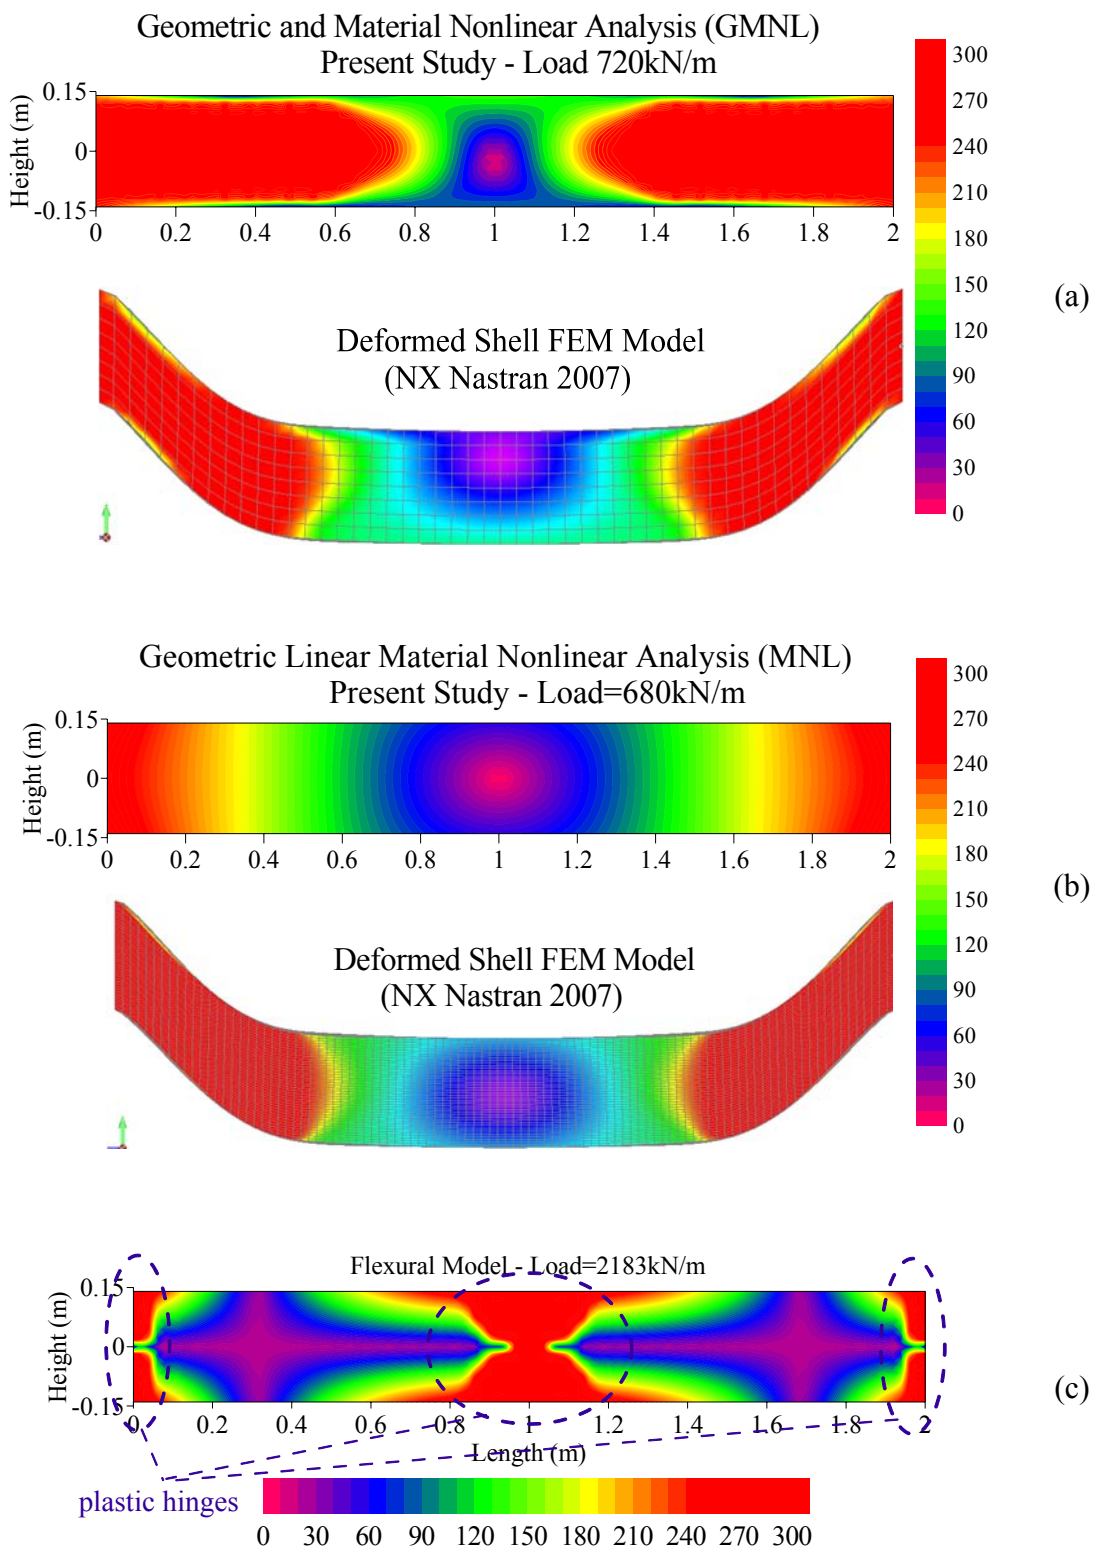 Geometric and Material Nonlinear Analysis (GMNL)
Present Study - Load 720kN/m
Height (m)
0.15
0
-0.15
0 0.2 0.4 0.6 0.8 1 1.2 1.4 1.6 1.8 2
300
270
240
210
180
150
120
90
60
30
0
(a)
Deformed Shell FEM Model
(NX Nastran 2007)
Geometric Linear Material Nonlinear Analysis (MNL)
Present Study - Load=680kN/m
Height (m)
0.15
0
-0.15
0 0.2 0.4 0.6 0.8 1 1.2 1.4 1.6 1.8 2
300
270
240
210
180
150
120
90
60
30
0
(b)
Deformed Shell FEM Model
(NX Nastran 2007)
Flexural Model - Load=2183kN/m
Height (m)
0.15
0
-0.15
0 0.2 0.4 0.6 0.8 1 1.2 1.4 1.6 1.8 2
Length (m)
(c)
plastic hinges
0 30 60 90 120 150 180 210 240 270 300